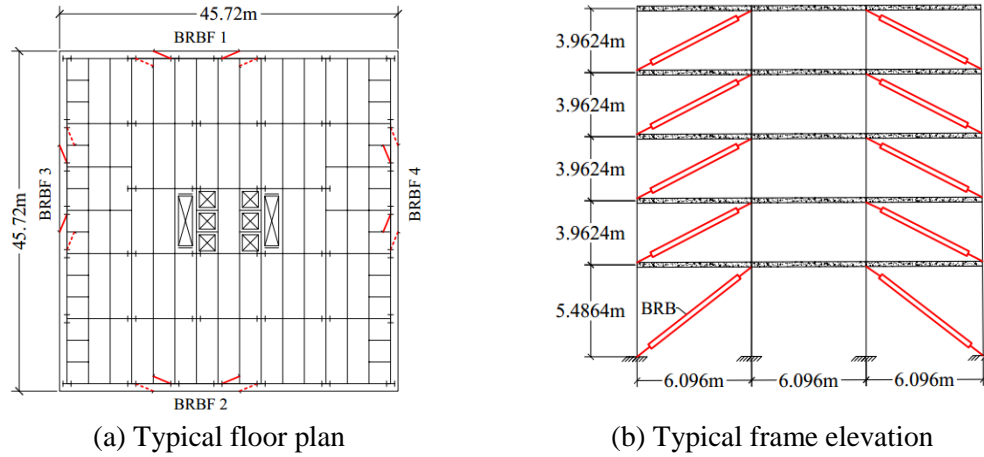 45.72m
BRBF 1
45.72m
BRBF 3
BRBF 4
BRBF 2
(a) Typical floor plan
3.9624m
3.9624m
3.9624m
3.9624m
5.4864m
BRB
6.096m 6.096m 6.096m
(b) Typical frame elevation